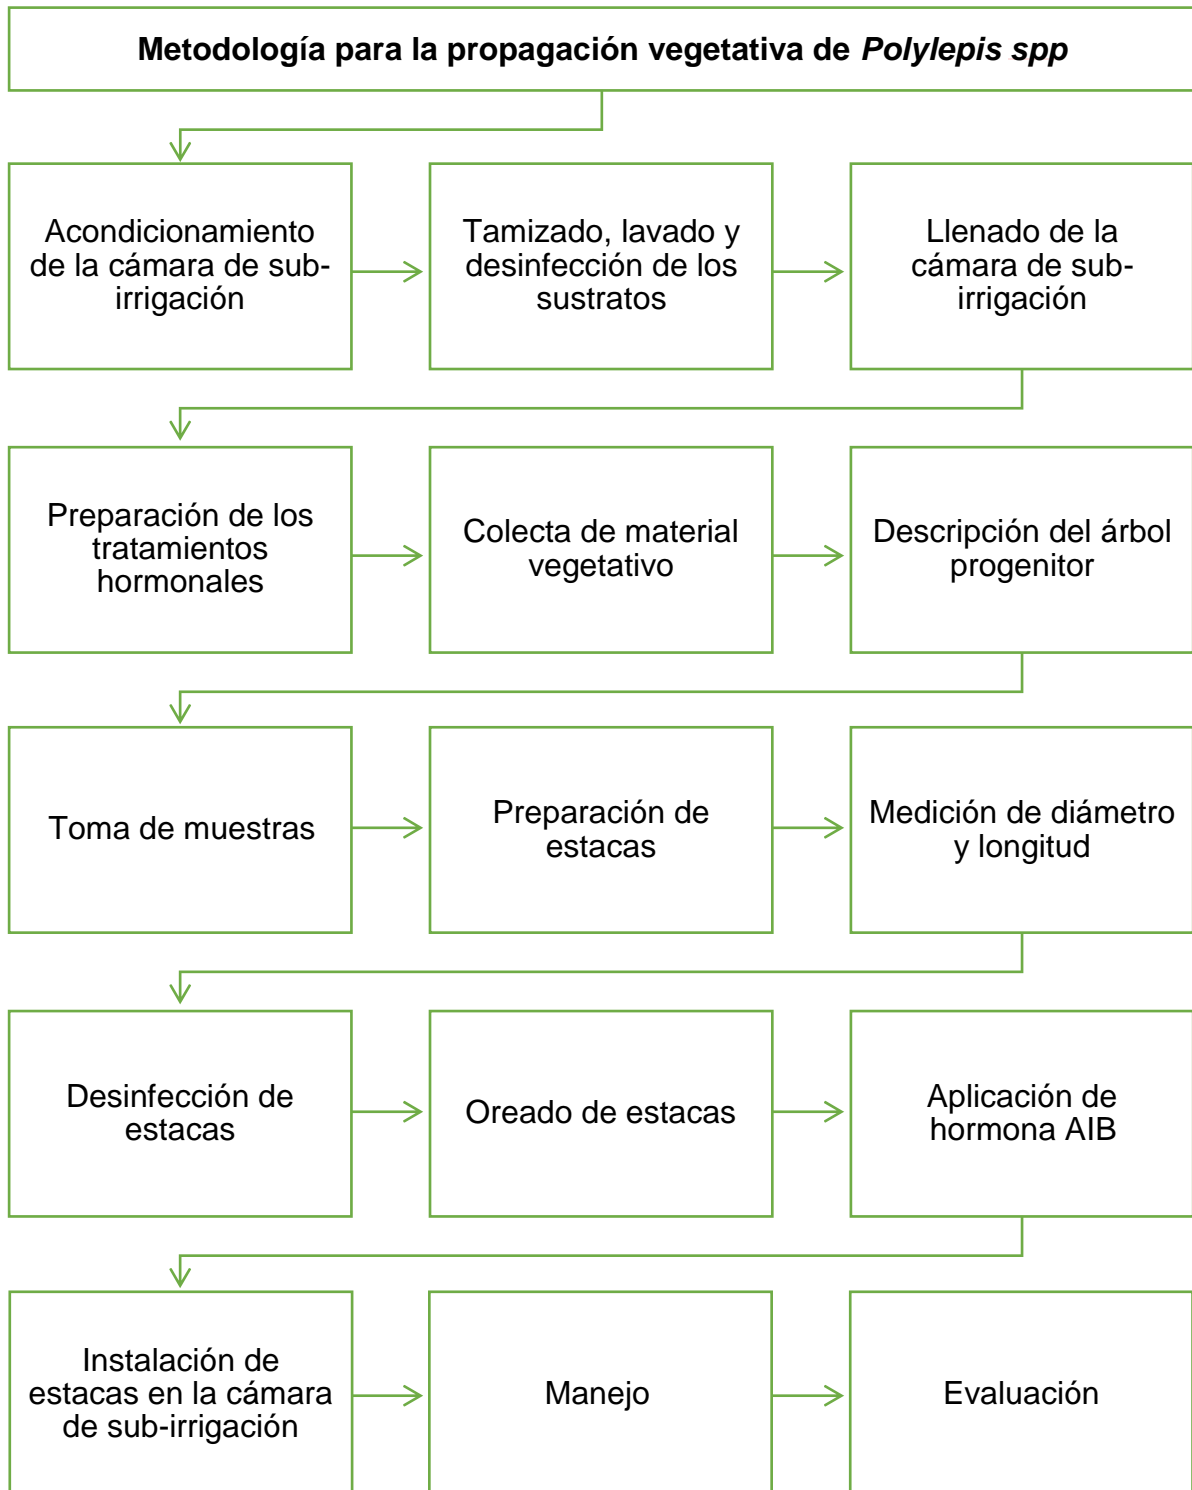 Metodología para la propagación vegetativa de Polylepis spp
Acondicionamiento
de la cámara de sub-
irrigación
Tamizado, lavado y
desinfección de los
sustratos
Llenado de la
cámara de sub-
irrigación
Preparación de los
tratamientos
hormonales
Colecta de material
vegetativo
Descripción del árbol
progenitor
Toma de muestras
Preparación de
estacas
Medición de diámetro
y longitud
Desinfección de
estacas
Oreado de estacas
Aplicación de
hormona AIB
Instalación de
estacas en la cámara
de sub-irrigación
Manejo
Evaluación